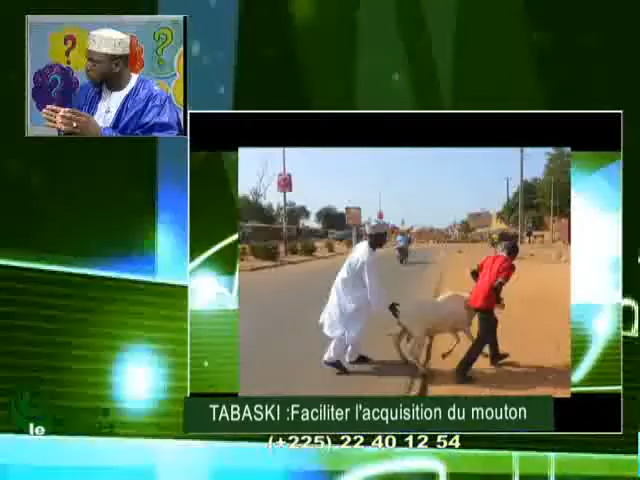 ? ? ?
TABASKI :Faciliter l'acquisition du mouton
(+225) 22 40 12 54
le